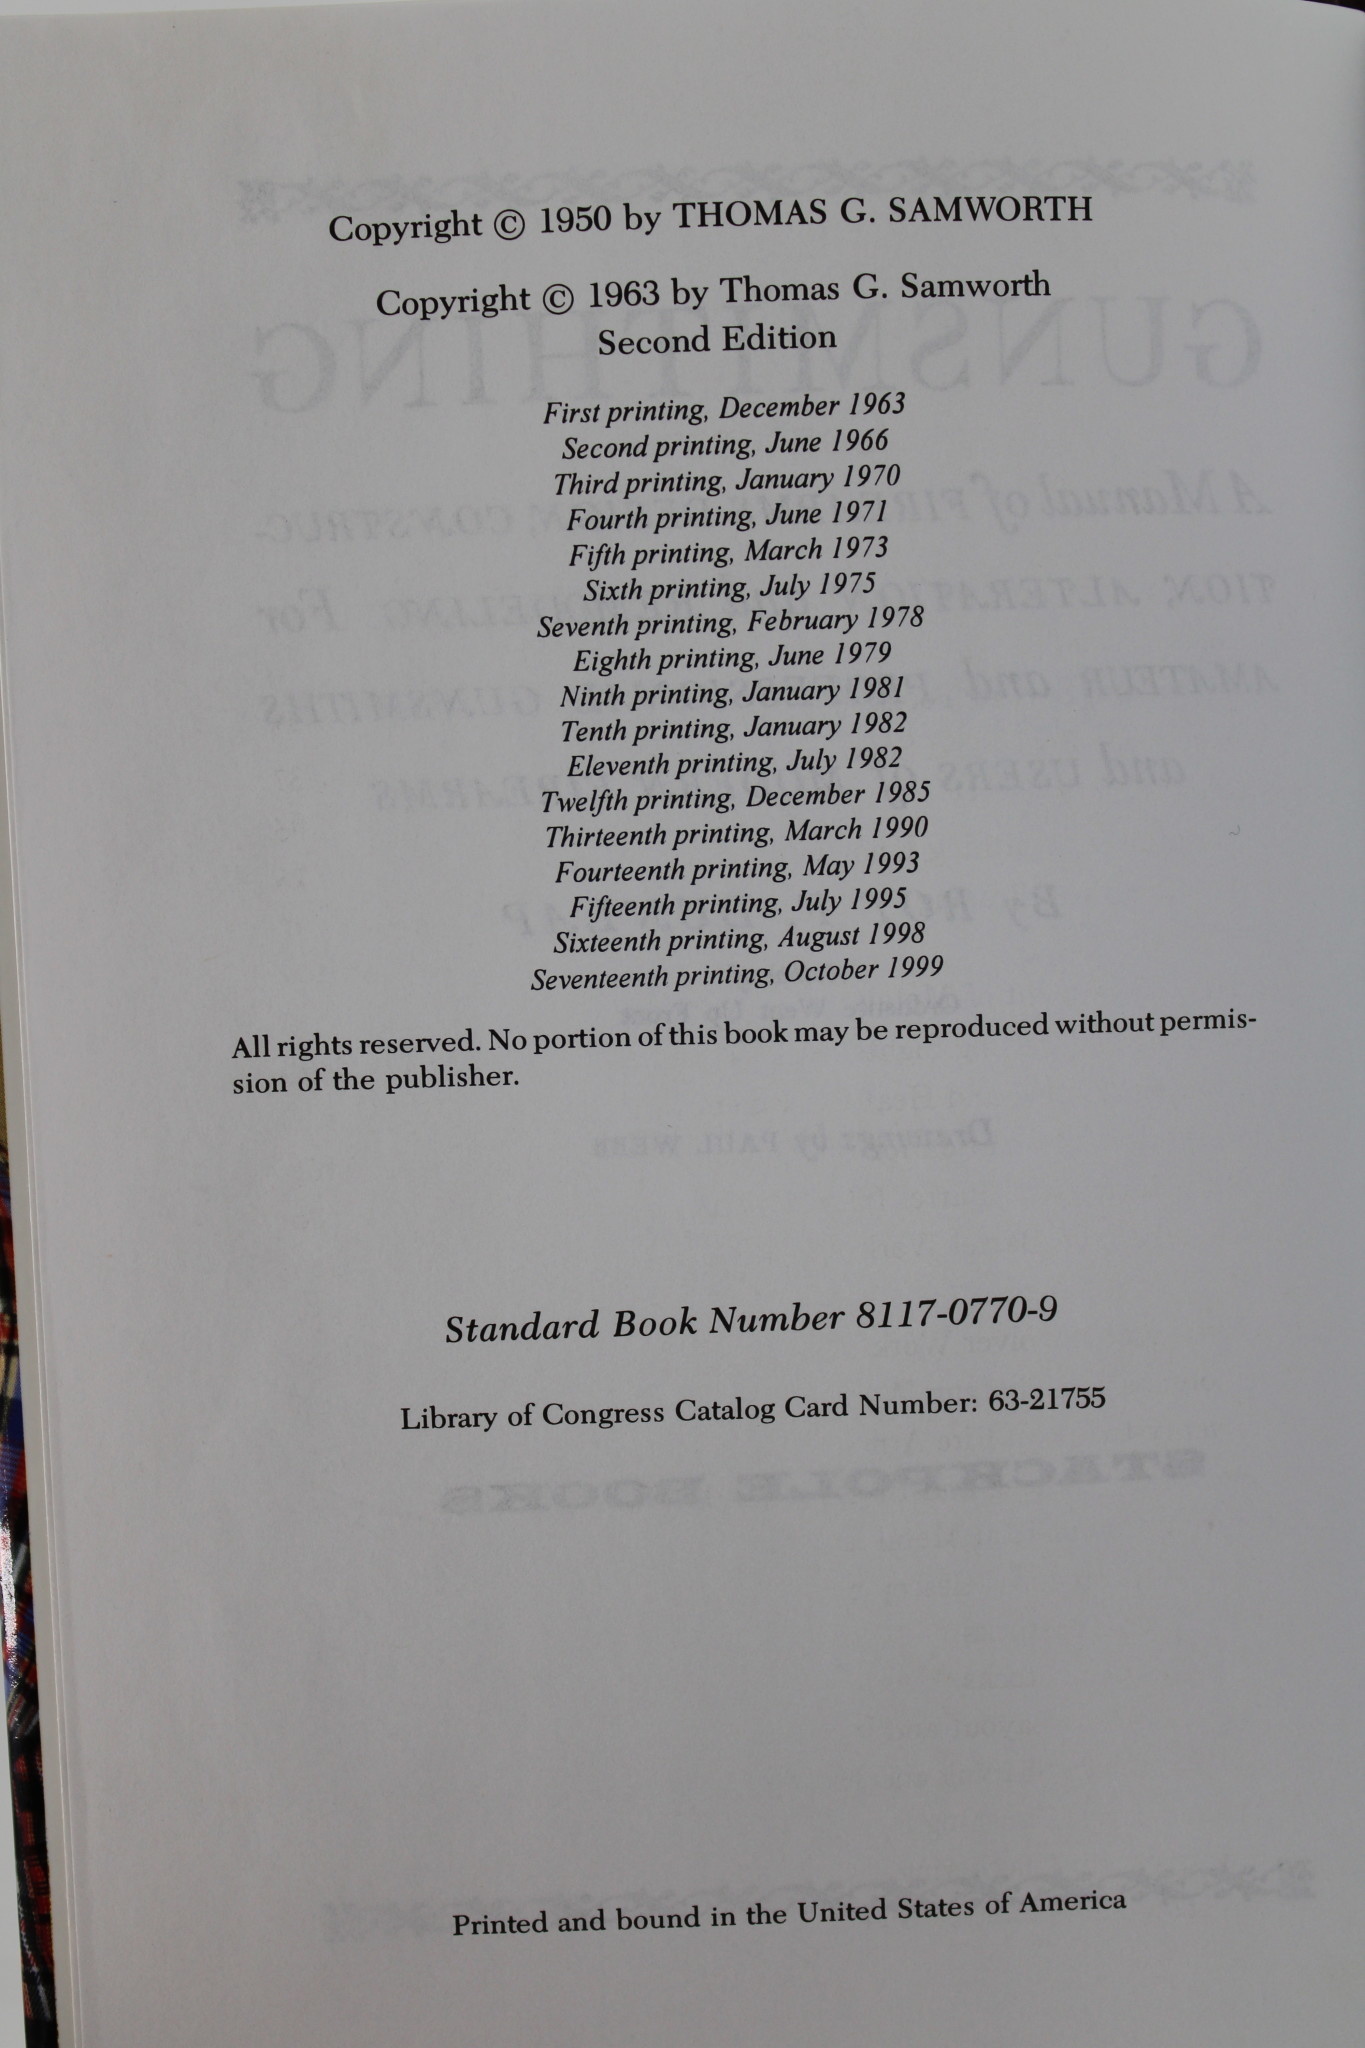 Copyright © 1950 by THOMAS G. SAMWORTH
Copyright © 1963 by Thomas G. Samworth
Second Edition
First printing, December 1963
Second printing, June 1966
Third printing, January 1970
Fourth printing, June 1971
Fifth printing, March 1973
Sixth printing, July 1975
Seventh printing, February 1978
Eighth printing, June 1979
Ninth printing, January 1981
Tenth printing, January 1982
Eleventh printing, July 1982
Twelfth printing, December 1985
Thirteenth printing, March 1990
Fourteenth printing, May 1993
Fifteenth printing, July 1995
Sixteenth printing, August 1998
Seventeenth printing, October 1999
All rights reserved. No portion of this book may be reproduced without permis-
sion of the publisher.
Standard Book Number 8117-0770-9
Library of Congress Catalog Card Number: 63-21755
Printed and bound in the United States of America